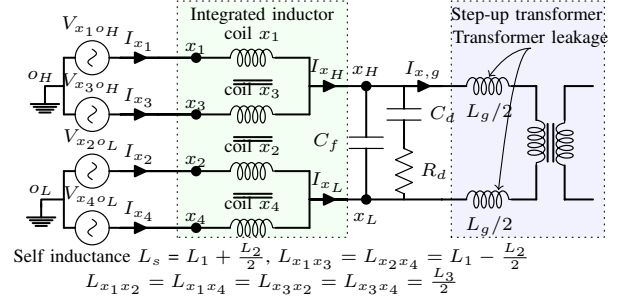 Integrated inductor
Step-up transformer
Transformer leakage
V_{x_1 o_H}
I_{x_1}
x_1
coil x_1
o_H
V_{x_3 o_H}
I_{x_3}
x_3
coil x_3
I_{x_H}
x_H
I_{x,g}
L_g/2
C_d
C_f
R_d
V_{x_2 o_L}
I_{x_2}
x_2
coil x_2
o_L
V_{x_4 o_L}
I_{x_4}
x_4
coil x_4
I_{x_L}
x_L
L_g/2
Self inductance L_s = L_1 + \frac{L_2}{2}, L_{x_1 x_3} = L_{x_2 x_4} = L_1 − \frac{L_2}{2}
L_{x_1 x_2} = L_{x_1 x_4} = L_{x_3 x_2} = L_{x_3 x_4} = \frac{L_3}{2}